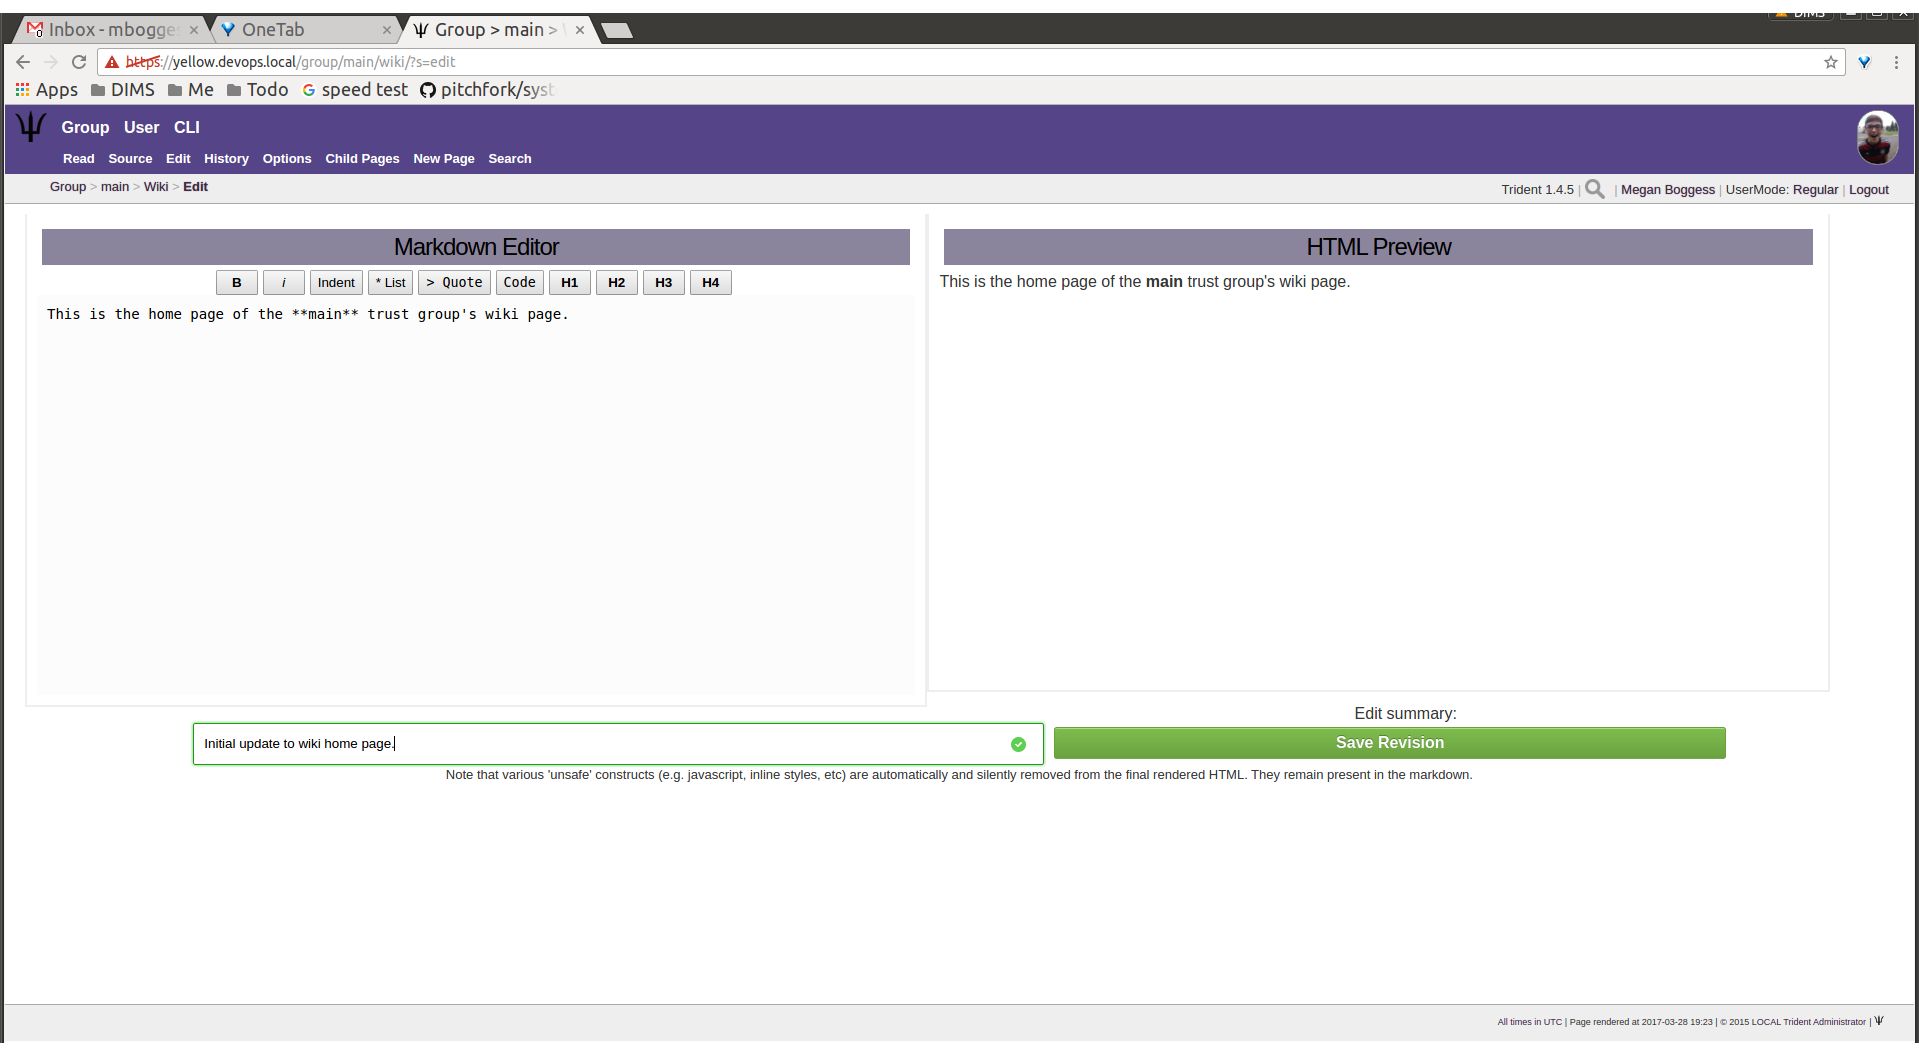 DIMS
Inbox - mbogge
OneTab
Group > main >
https://yellow.devops.local/group/main/wiki/?s=edit
Apps DIMS Me Todo speed test pitchfork/syst
Group User CLI
Read Source Edit History Options Child Pages New Page Search
Group > main > Wiki > Edit
Trident 1.4.5 | | Megan Boggess | UserMode: Regular | Logout
Markdown Editor
HTML Preview
B i Indent * List > Quote Code H1 H2 H3 H4
This is the home page of the main trust group's wiki page.
This is the home page of the **main** trust group's wiki page.
Edit summary:
Initial update to wiki home page.
Save Revision
Note that various 'unsafe' constructs (e.g. javascript, inline styles, etc) are automatically and silently removed from the final rendered HTML. They remain present in the markdown.
All times in UTC | Page rendered at 2017-03-28 19:23 | © 2015 LOCAL Trident Administrator |